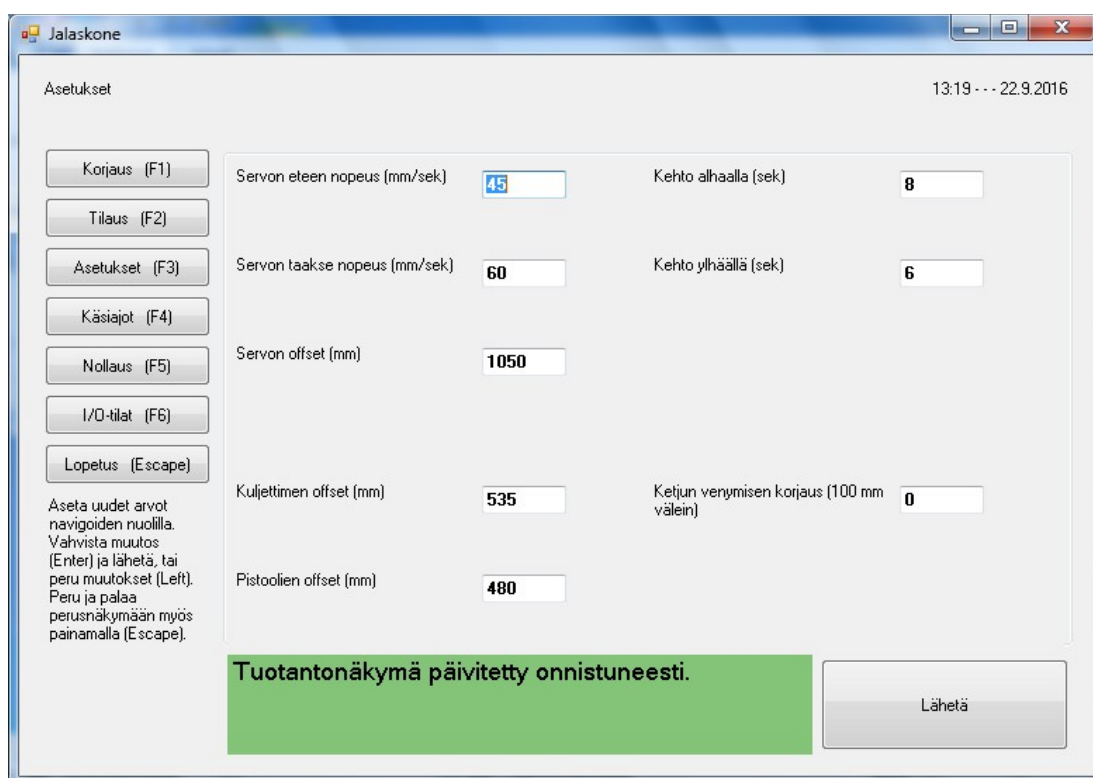 Jalaskone
Asetukset
13:19 - - - 22.9.2016
Korjaus (F1)
Tilaus (F2)
Asetukset (F3)
Käsiajot (F4)
Nollaus (F5)
I/O-tilat (F6)
Lopetus (Escape)
Aseta uudet arvot
navigoiden nuolilla.
Vahvista muutos
(Enter) ja lähetä, tai
peru muutokset (Left).
Peru ja palaa
perusnäkymään myös
painamalla (Escape).
Servon eteen nopeus (mm/sek) 45
Kehto alhaalla (sek) 8
Servon taakse nopeus (mm/sek) 60
Kehto ylhäällä (sek) 6
Servon offset (mm) 1050
Kuljettimen offset (mm) 535
Ketjun venymisen korjaus (100 mm
välein) 0
Pistoolien offset (mm) 480
Tuotantonäkymä päivitetty onnistuneesti.
Lähetä